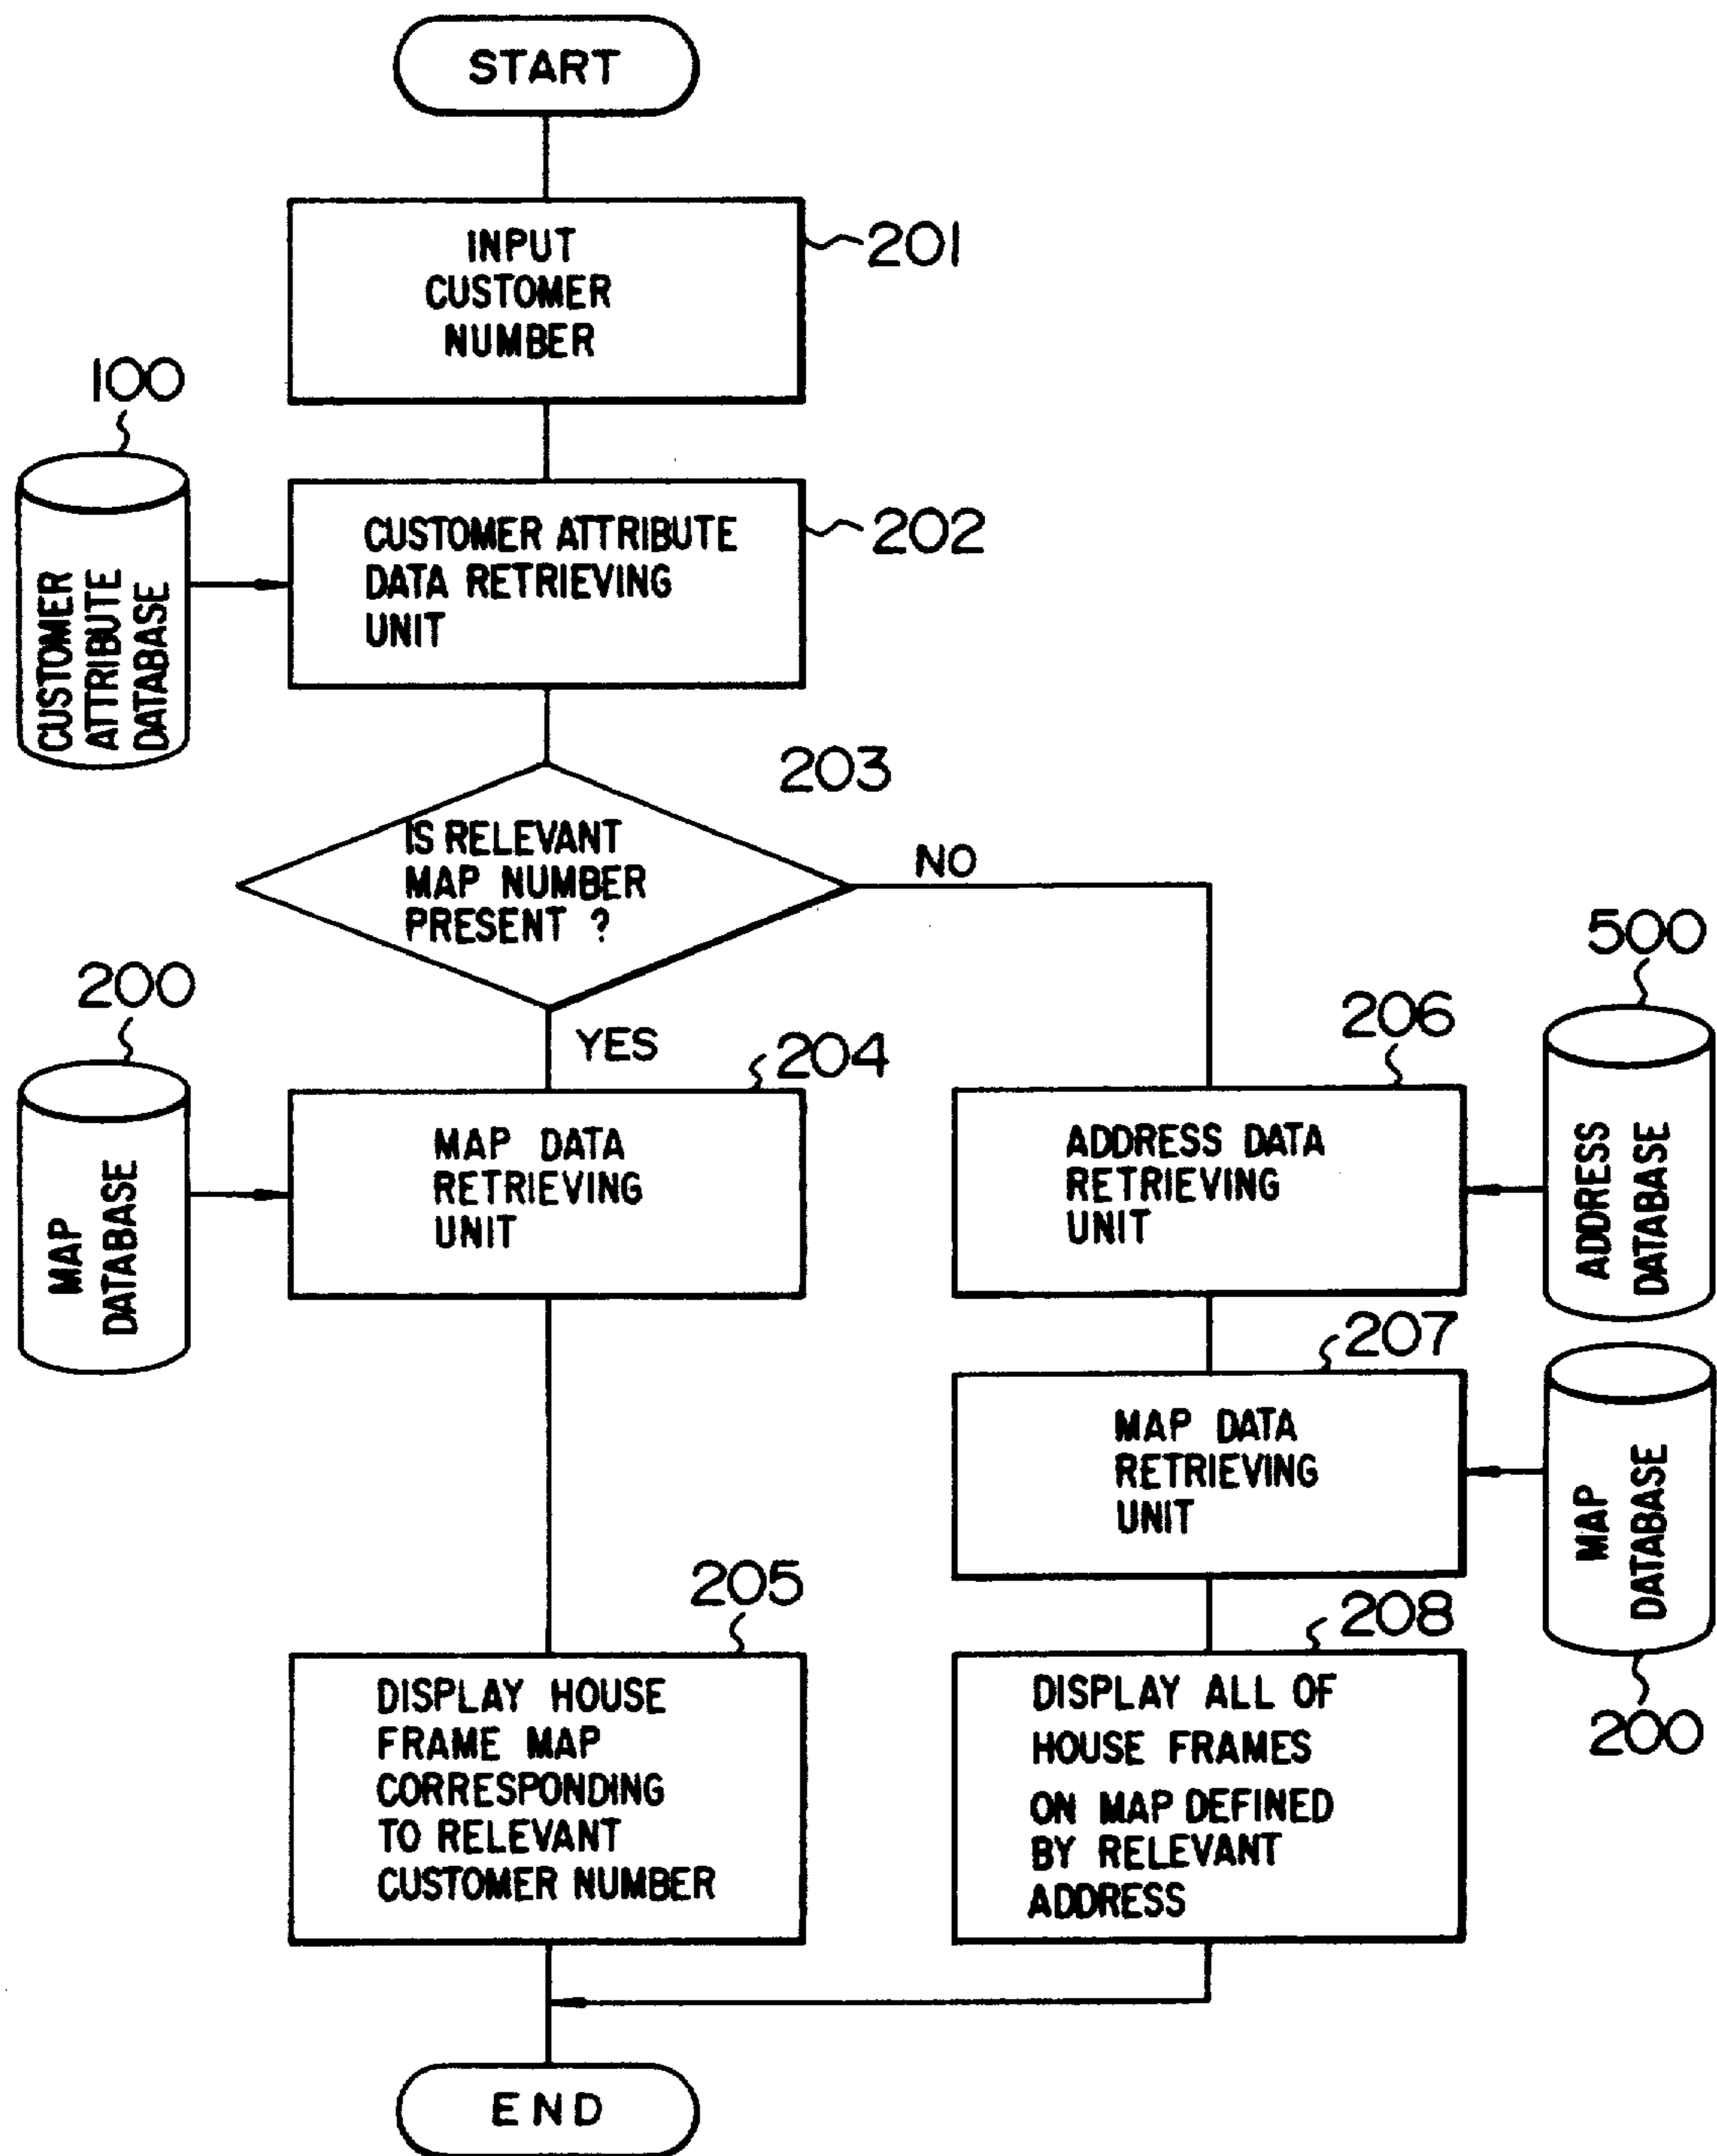 START
INPUT
CUSTOMER
NUMBER
201
100
CUSTOMER
ATTRIBUTE
DATABASE
CUSTOMER ATTRIBUTE
DATA RETRIEVING
UNIT
202
203
IS RELEVANT
MAP NUMBER
PRESENT ?
NO
YES
200
MAP
DATABASE
204
MAP DATA
RETRIEVING
UNIT
206
ADDRESS DATA
RETRIEVING
UNIT
500
ADDRESS
DATABASE
207
MAP DATA
RETRIEVING
UNIT
MAP
DATABASE
200
205
DISPLAY HOUSE
FRAME MAP
CORRESPONDING
TO RELEVANT
CUSTOMER NUMBER
208
DISPLAY ALL OF
HOUSE FRAMES
ON MAP DEFINED
BY RELEVANT
ADDRESS
END